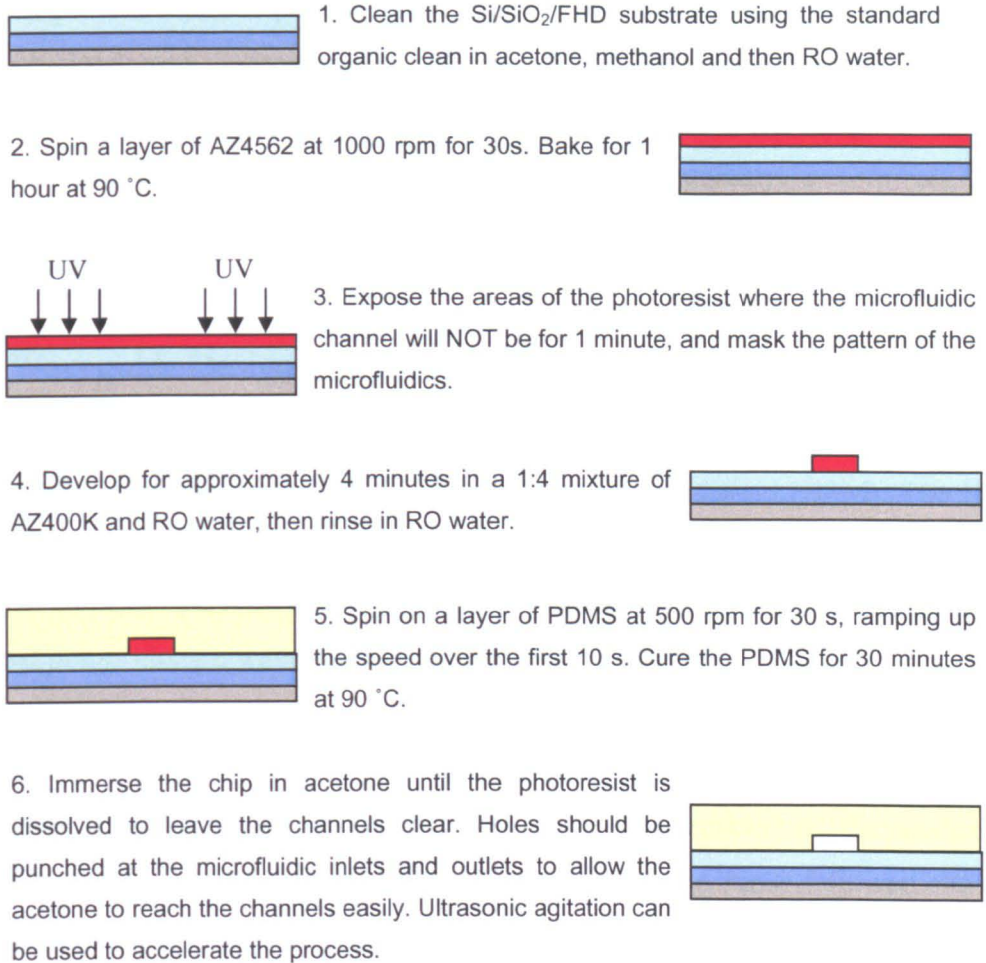 1. Clean the Si/SiO₂/FHD substrate using the standard
organic clean in acetone, methanol and then RO water.
2. Spin a layer of AZ4562 at 1000 rpm for 30s. Bake for 1
hour at 90 ˚C.
UV UV
3. Expose the areas of the photoresist where the microfluidic
channel will NOT be for 1 minute, and mask the pattern of the
microfluidics.
4. Develop for approximately 4 minutes in a 1:4 mixture of
AZ400K and RO water, then rinse in RO water.
5. Spin on a layer of PDMS at 500 rpm for 30 s, ramping up
the speed over the first 10 s. Cure the PDMS for 30 minutes
at 90 ˚C.
6. Immerse the chip in acetone until the photoresist is
dissolved to leave the channels clear. Holes should be
punched at the microfluidic inlets and outlets to allow the
acetone to reach the channels easily. Ultrasonic agitation can
be used to accelerate the process.